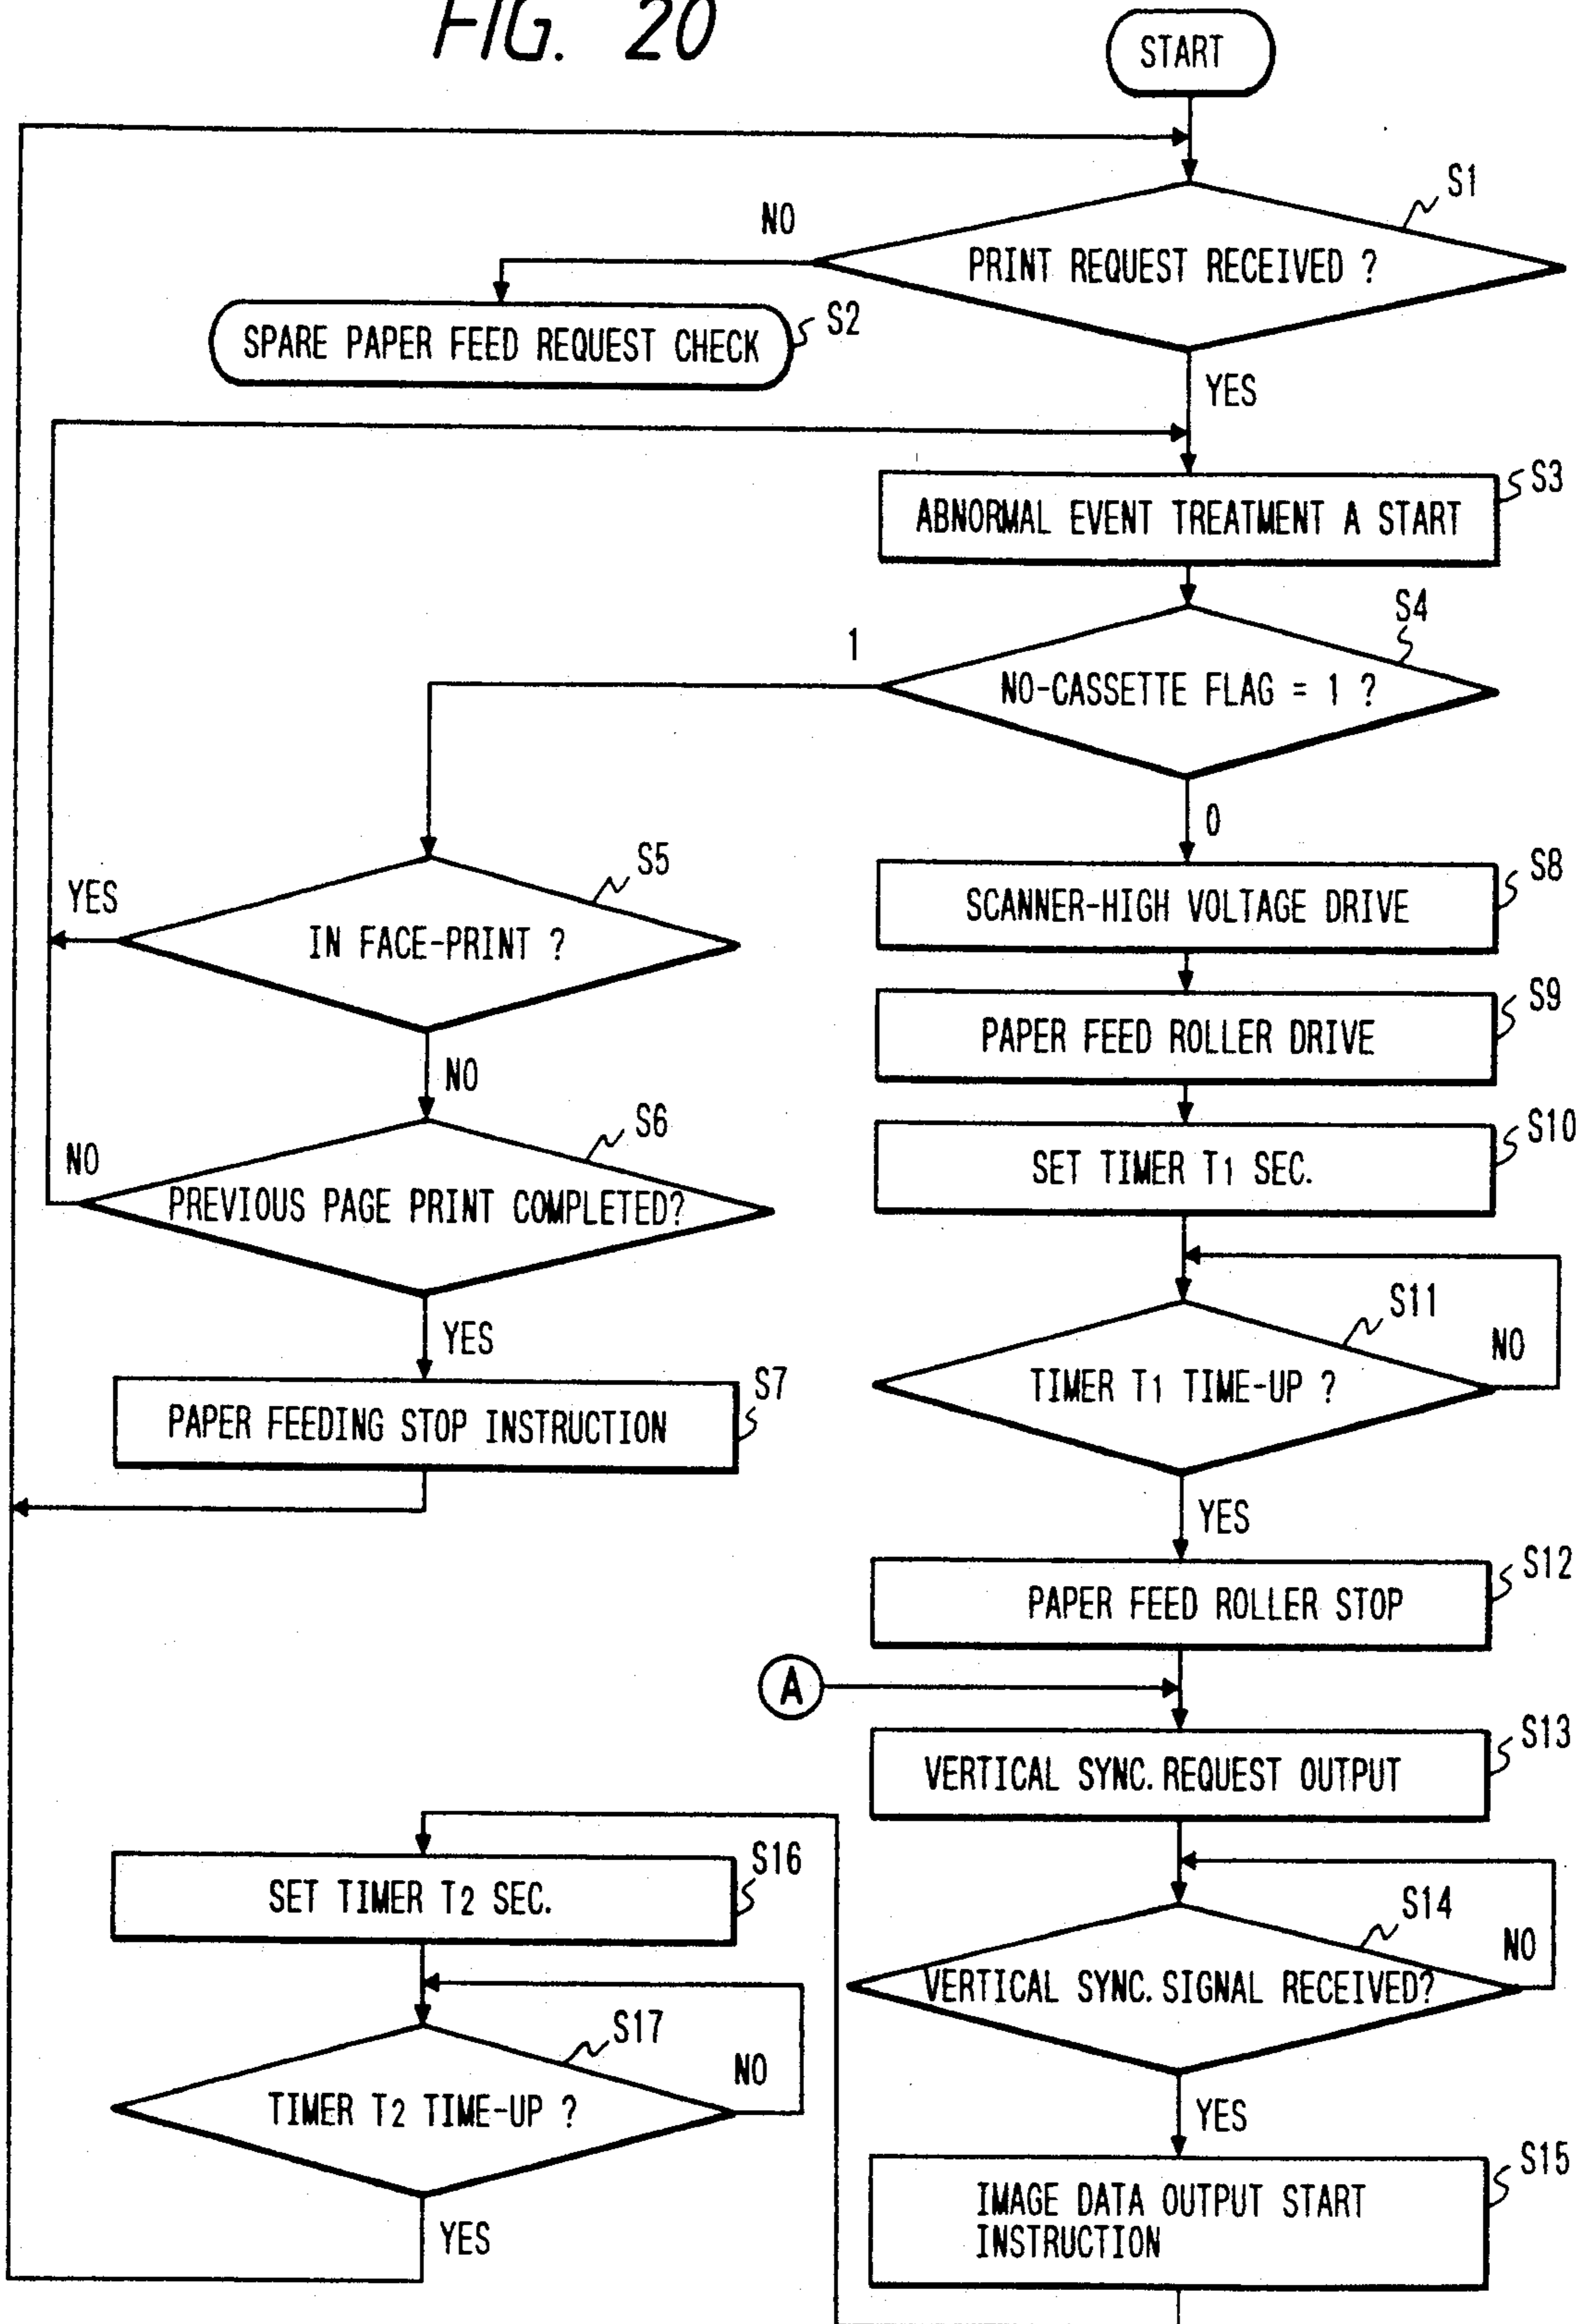 FIG. 20
START
S1
NO
PRINT REQUEST RECEIVED ?
S2
SPARE PAPER FEED REQUEST CHECK
YES
S3
ABNORMAL EVENT TREATMENT A START
S4
1
NO-CASSETTE FLAG = 1 ?
0
S5
YES
IN FACE-PRINT ?
NO
S8
SCANNER-HIGH VOLTAGE DRIVE
S9
PAPER FEED ROLLER DRIVE
S6
NO
PREVIOUS PAGE PRINT COMPLETED?
YES
S10
SET TIMER T1 SEC.
S11
NO
TIMER T1 TIME-UP ?
YES
S7
PAPER FEEDING STOP INSTRUCTION
S12
PAPER FEED ROLLER STOP
A
S13
VERTICAL SYNC. REQUEST OUTPUT
S14
NO
VERTICAL SYNC. SIGNAL RECEIVED?
YES
S15
IMAGE DATA OUTPUT START
INSTRUCTION
S16
SET TIMER T2 SEC.
S17
NO
TIMER T2 TIME-UP ?
YES